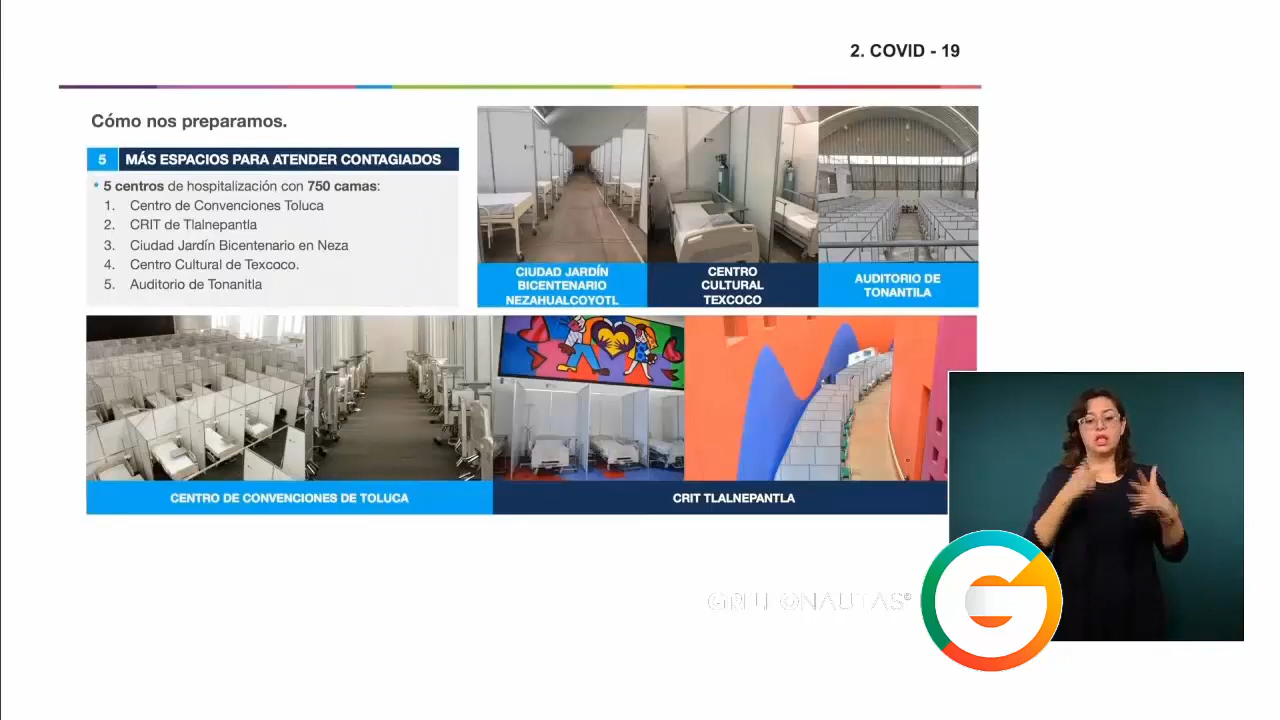 2. COVID - 19
Cómo nos preparamos.
5 MÁS ESPACIOS PARA ATENDER CONTAGIADOS
• 5 centros de hospitalización con 750 camas:
1. Centro de Convenciones Toluca
2. CRIT de Tlalnepantla
3. Ciudad Jardín Bicentenario en Neza
4. Centro Cultural de Texcoco.
5. Auditorio de Tonanitla
CIUDAD JARDÍN
BICENTENARIO
NEZAHUALCOYOTL
CENTRO
CULTURAL
TEXCOCO
AUDITORIO DE
TONANTILA
CENTRO DE CONVENCIONES DE TOLUCA
CRIT TLALNEPANTLA
GRILLONAUTAS®
G